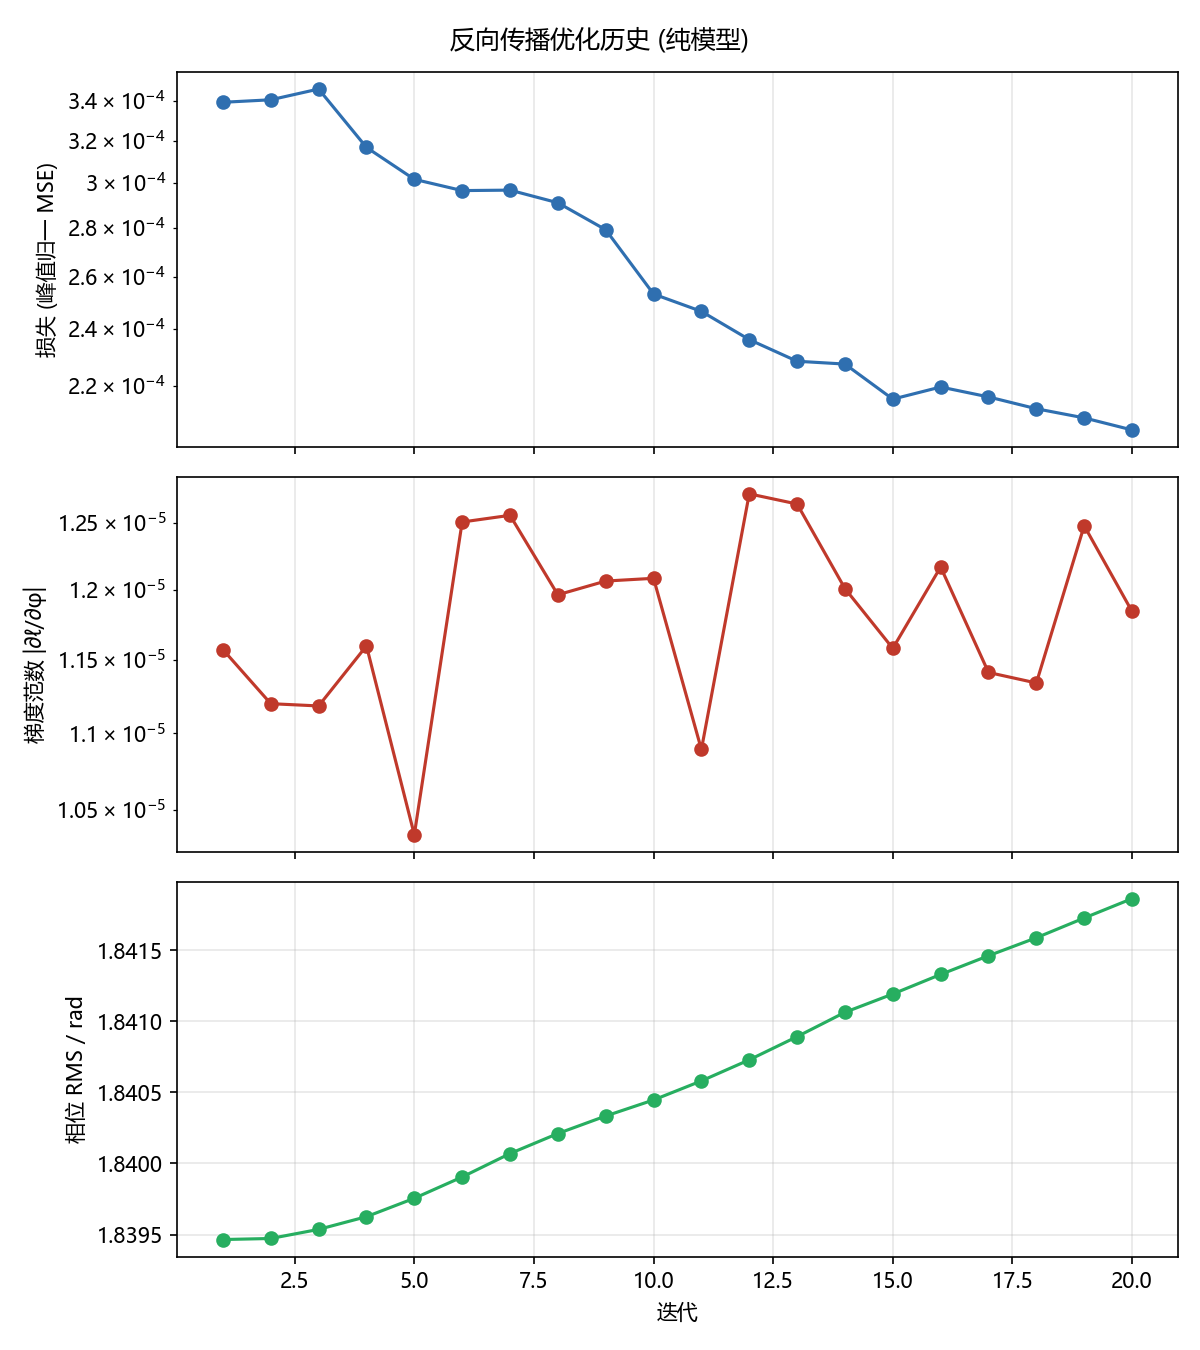 反向传播优化历史 (纯模型)
损失 (峰值归一 MSE)
3.4 × 10⁻⁴
3.2 × 10⁻⁴
3 × 10⁻⁴
2.8 × 10⁻⁴
2.6 × 10⁻⁴
2.4 × 10⁻⁴
2.2 × 10⁻⁴
梯度范数 |∂ℓ/∂φ|
1.25 × 10⁻⁵
1.2 × 10⁻⁵
1.15 × 10⁻⁵
1.1 × 10⁻⁵
1.05 × 10⁻⁵
相位 RMS / rad
1.8415
1.8410
1.8405
1.8400
1.8395
2.5 5.0 7.5 10.0 12.5 15.0 17.5 20.0
迭代